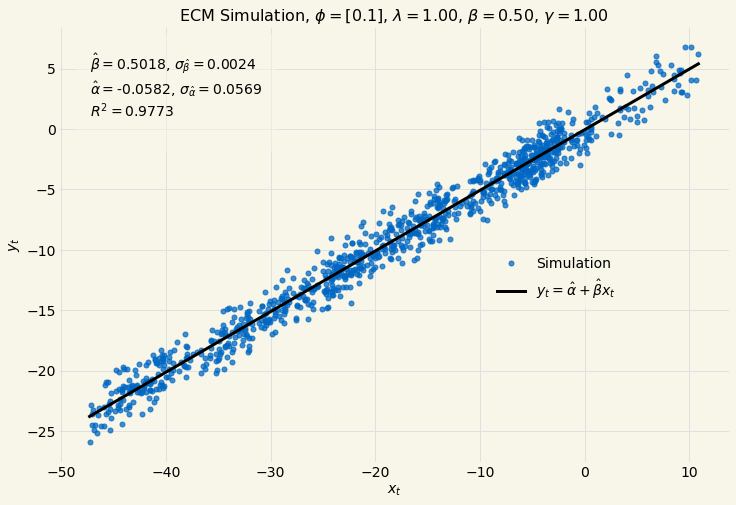 ECM Simulation, ϕ = [0.1], λ = 1.00, β = 0.50, γ = 1.00
β̂ = 0.5018, σ_β̂ = 0.0024
α̂ = -0.0582, σ_α̂ = 0.0569
R² = 0.9773
5
0
−5
−10
−15
−20
−25
y_t
Simulation
y_t = α̂ + β̂x_t
−50 −40 −30 −20 −10 0 10
x_t